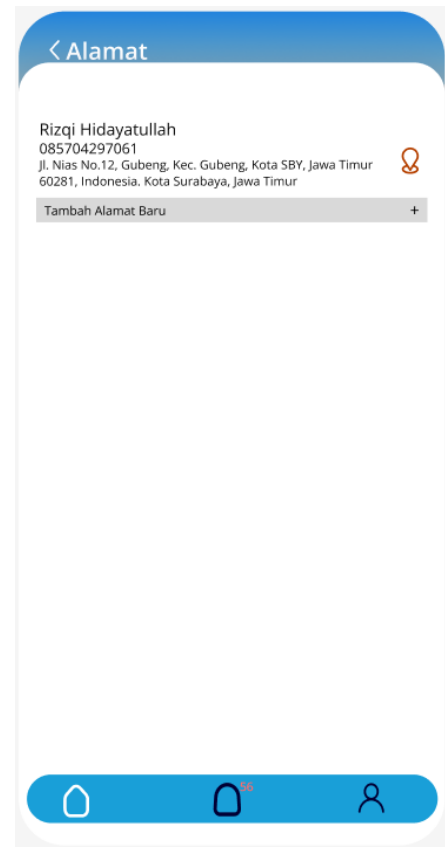 < Alamat
Rizqi Hidayatullah
085704297061
Jl. Nias No.12, Gubeng, Kec. Gubeng, Kota SBY, Jawa Timur
60281, Indonesia. Kota Surabaya, Jawa Timur
Tambah Alamat Baru +
56